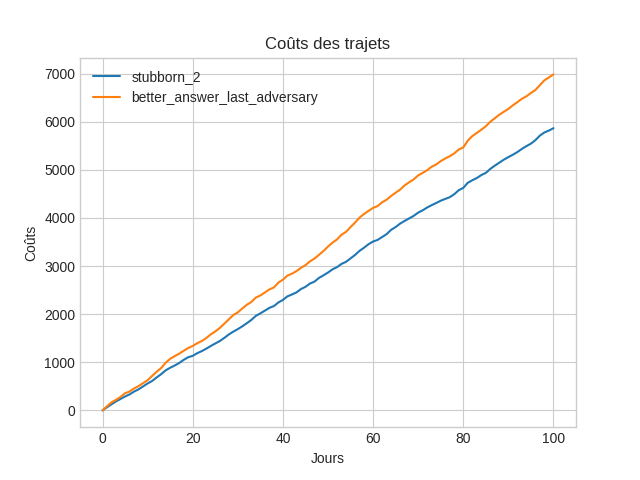 Coûts des trajets
stubborn_2
better_answer_last_adversary
Coûts
7000
6000
5000
4000
3000
2000
1000
0
0 20 40 60 80 100
Jours